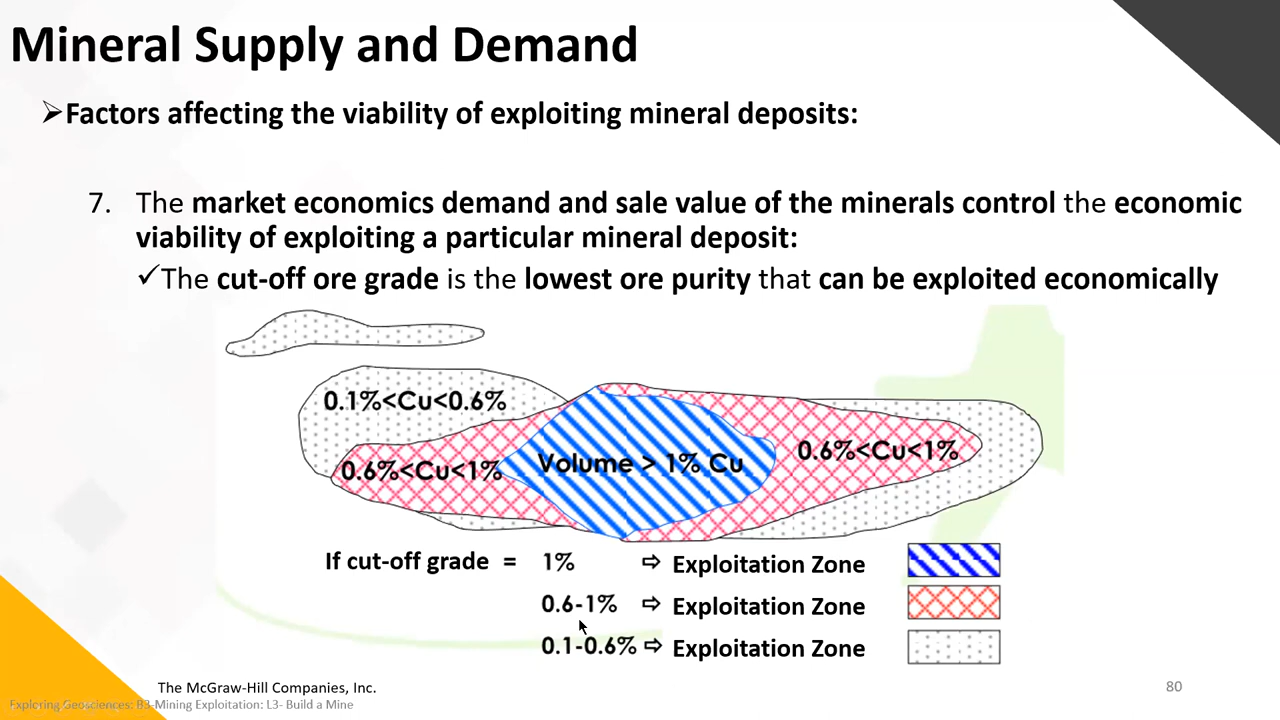 Mineral Supply and Demand
➢Factors affecting the viability of exploiting mineral deposits:
7. The market economics demand and sale value of the minerals control the economic
viability of exploiting a particular mineral deposit:
✓The cut-off ore grade is the lowest ore purity that can be exploited economically
0.1%<Cu<0.6%
0.6%<Cu<1%
Volume > 1% Cu
0.6%<Cu<1%
If cut-off grade = 1% ⇨ Exploitation Zone
0.6-1% ⇨ Exploitation Zone
0.1-0.6% ⇨ Exploitation Zone
The McGraw-Hill Companies, Inc.
80
Exploring Geosciences: B3-Mining Exploitation: L3- Build a Mine